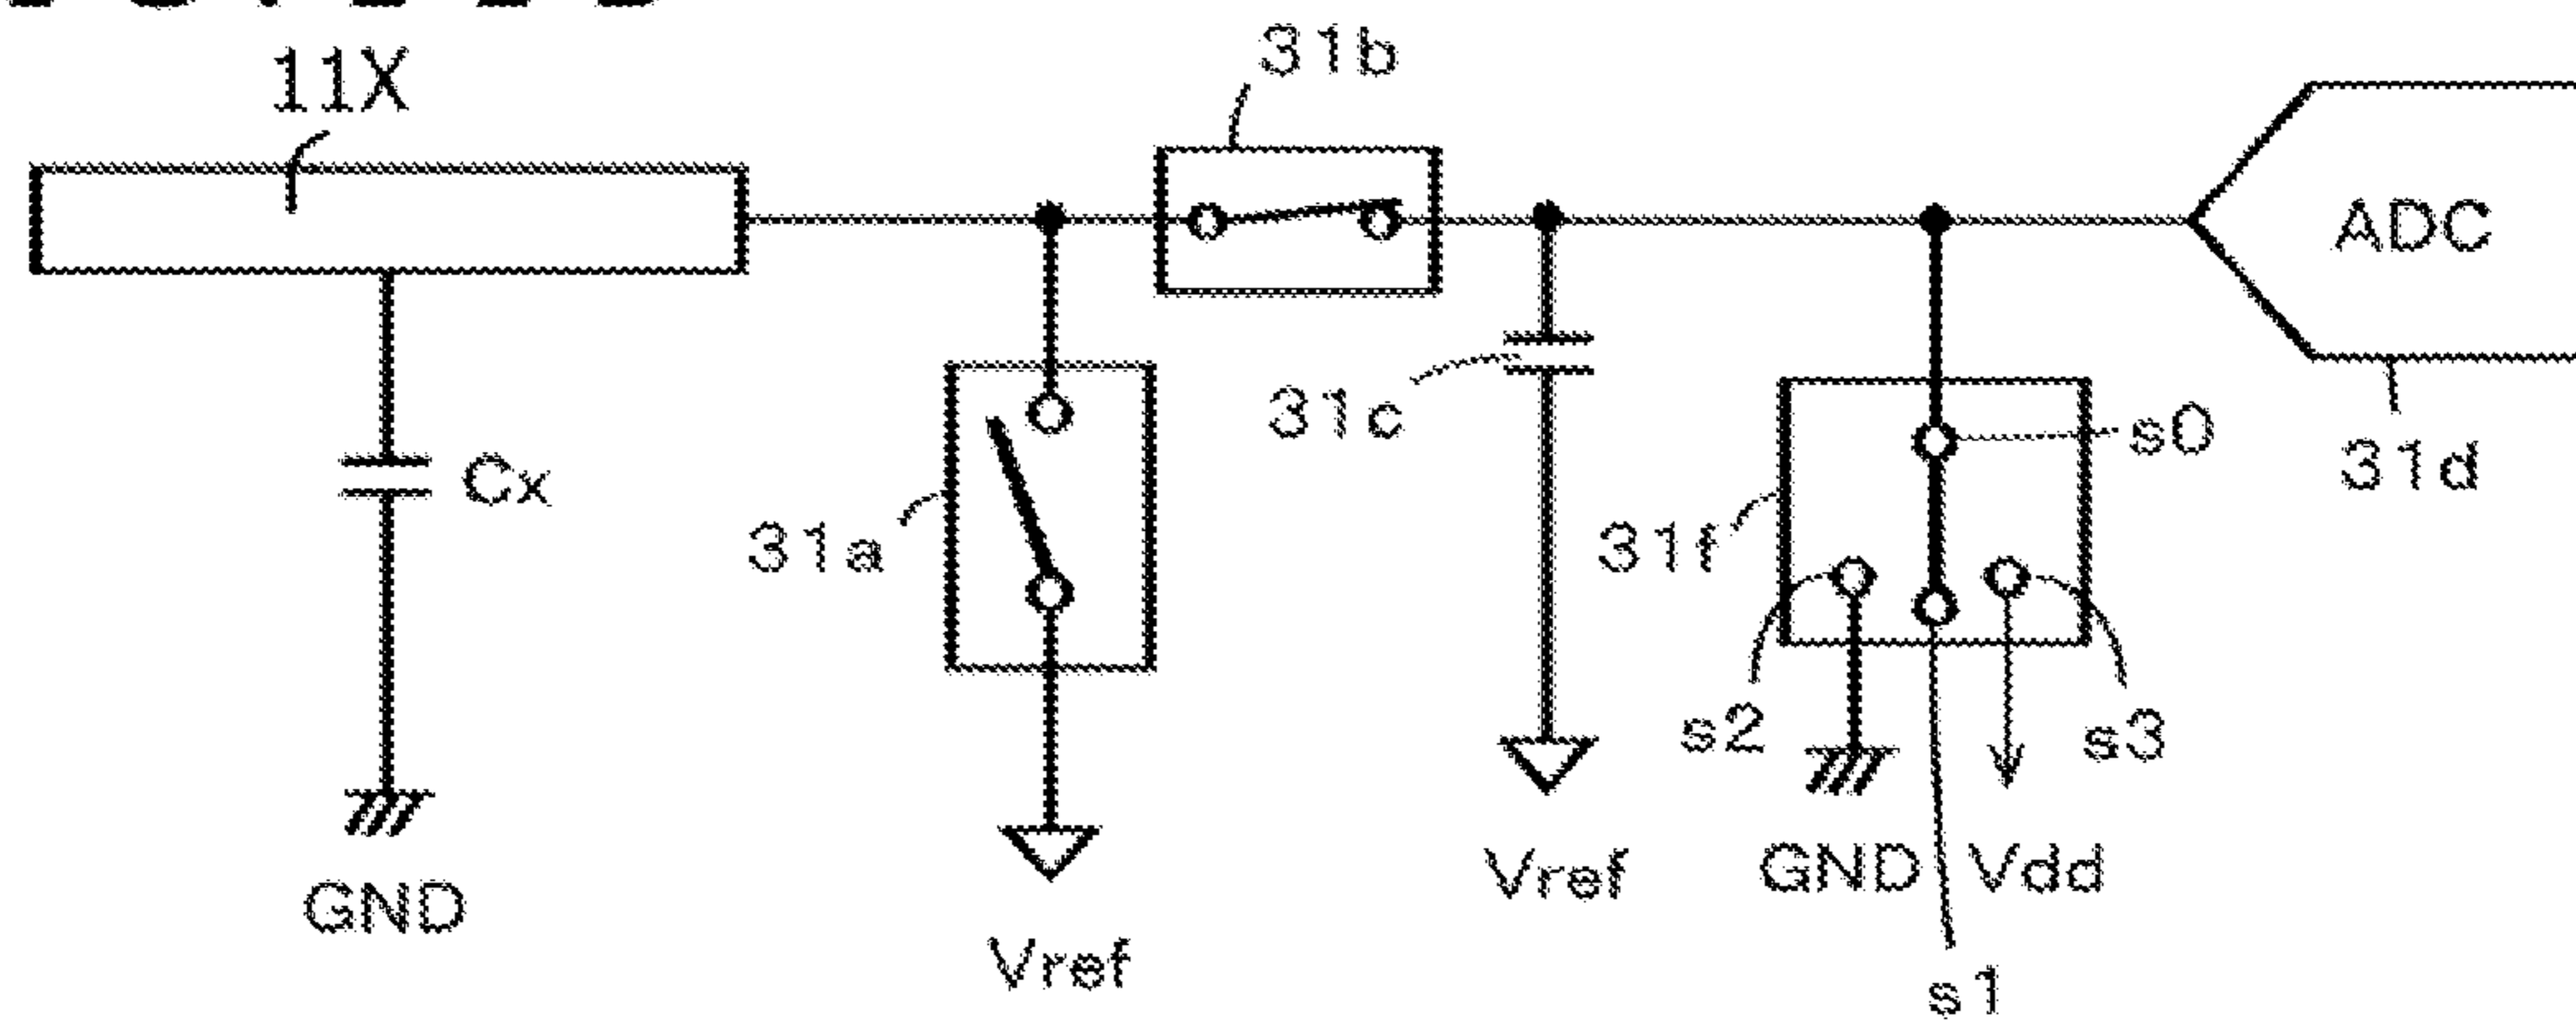 11X
31b
ADC
31c
s0
31d
Cx
31a
31f
s2
s3
GND
Vref
Vref
GND
Vdd
s1